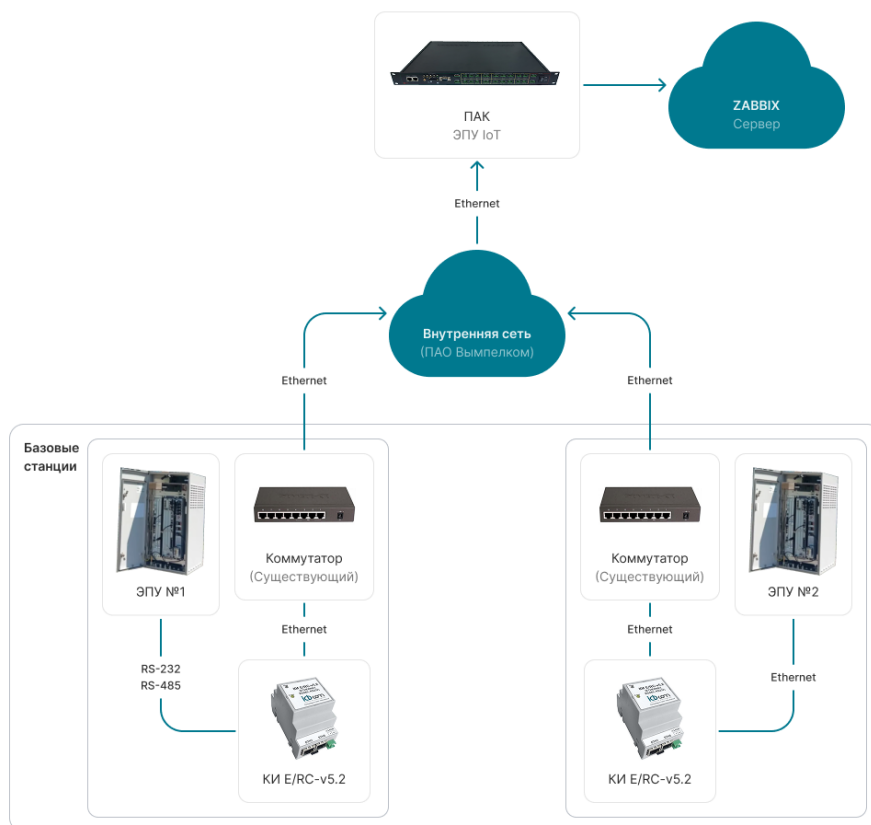 ПАК
ЭПУ IoT
ZABBIX
Сервер
Ethernet
Внутренняя сеть
(ПАО Вымпелком)
Ethernet
Ethernet
Базовые
станции
ЭПУ №1
Коммутатор
(Существующий)
Коммутатор
(Существующий)
ЭПУ №2
Ethernet
Ethernet
RS-232
RS-485
Ethernet
КИ E/RC-v5.2
КИ E/RC-v5.2